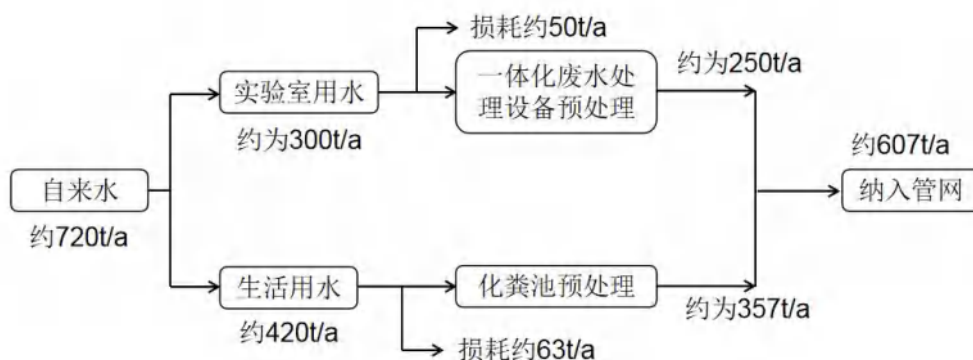 损耗约50t/a
实验室用水
约为300t/a
一体化废水处
理设备预处理
约为250t/a
自来水
约720t/a
约607t/a
纳入管网
生活用水
约420t/a
化粪池预处理
约为357t/a
损耗约63t/a